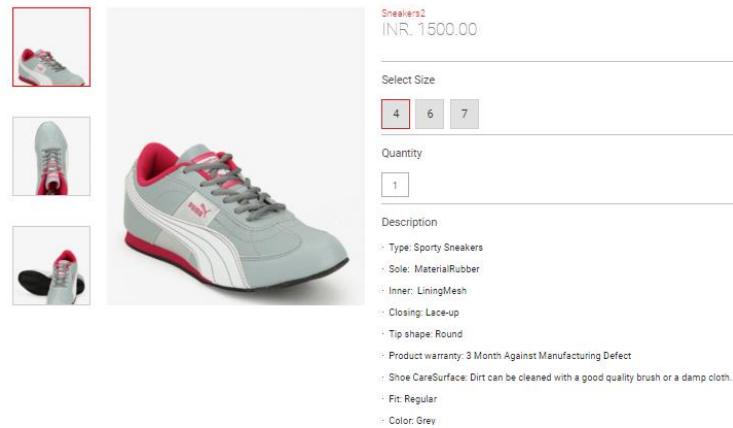 Sneakers2
INR. 1500.00
Select Size
4 6 7
Quantity
1
Description
· Type: Sporty Sneakers
· Sole: MaterialRubber
· Inner: LiningMesh
· Closing: Lace-up
· Tip shape: Round
· Product warranty: 3 Month Against Manufacturing Defect
· Shoe CareSurface: Dirt can be cleaned with a good quality brush or a damp cloth.
· Fit: Regular
· Color: Grey
PUMA